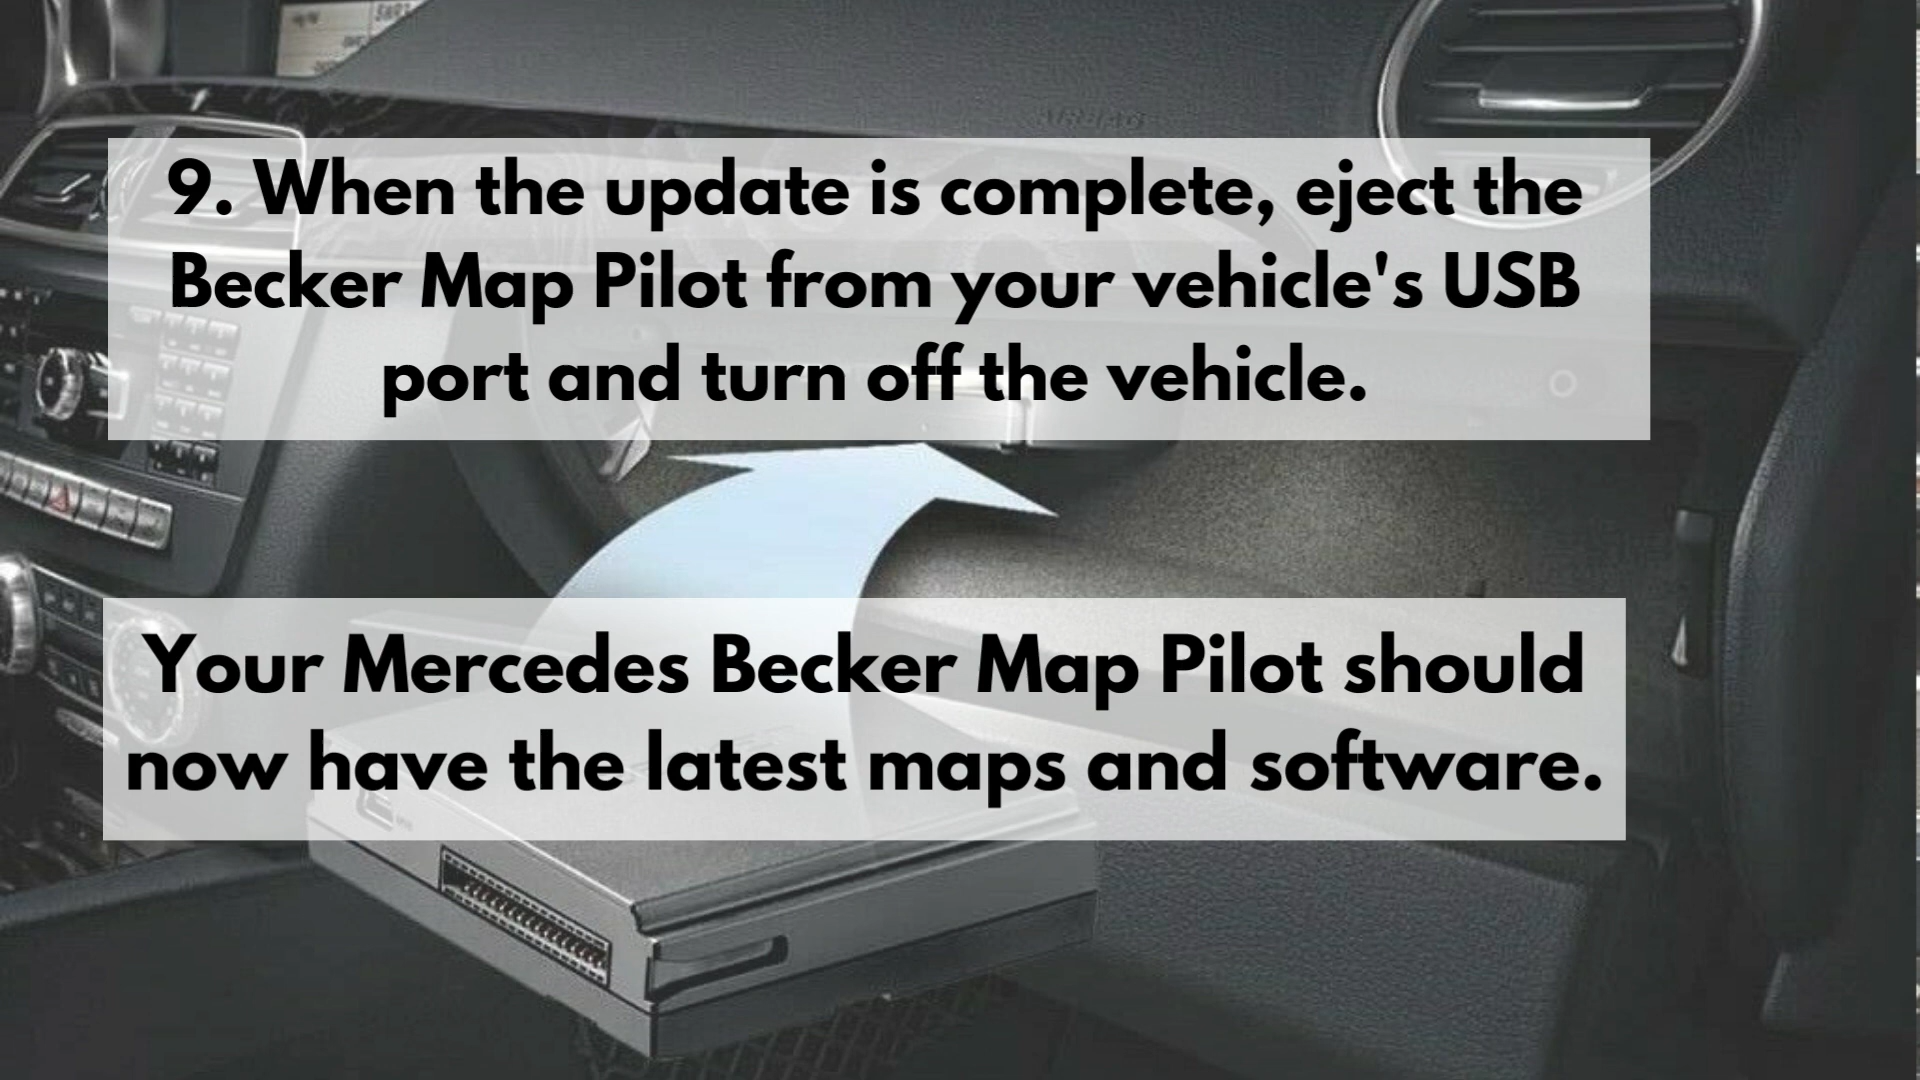 9. When the update is complete, eject the
Becker Map Pilot from your vehicle's USB
port and turn off the vehicle.
Your Mercedes Becker Map Pilot should
now have the latest maps and software.